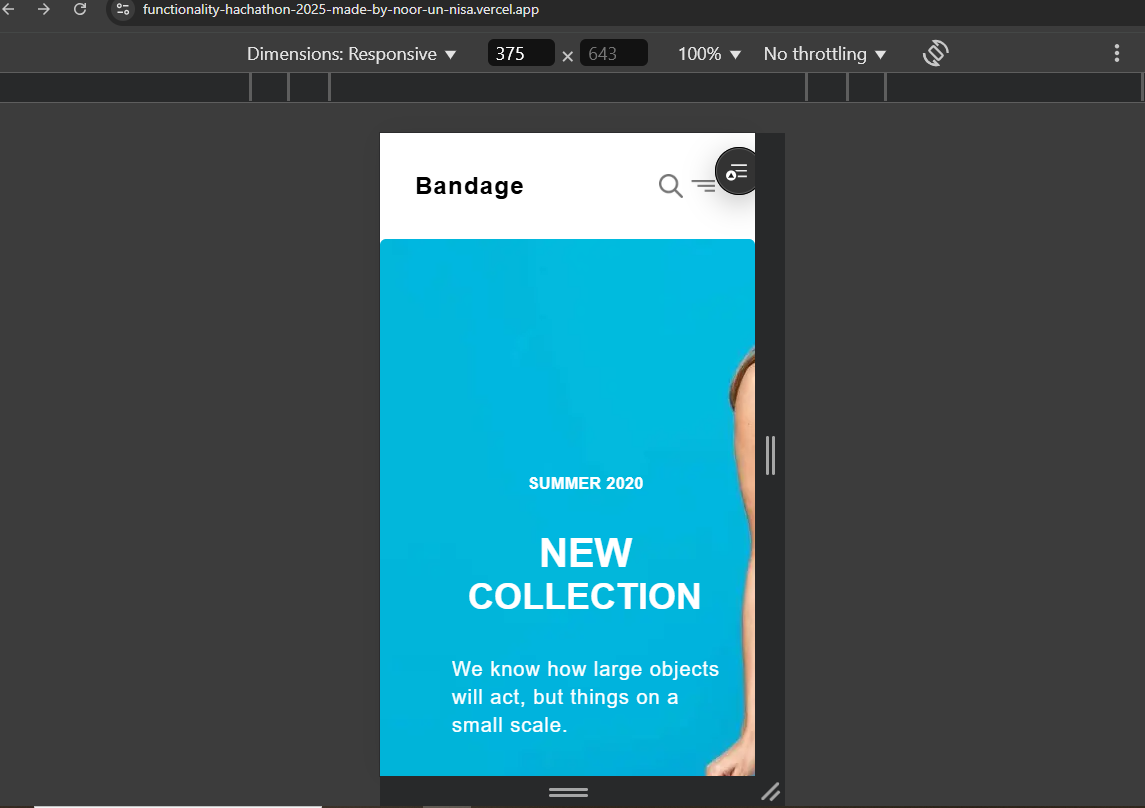 functionality-hachathon-2025-made-by-noor-un-nisa.vercel.app
Dimensions: Responsive ▼ 375 × 643 100% ▼ No throttling ▼
Bandage
SUMMER 2020
NEW
COLLECTION
We know how large objects
will act, but things on a
small scale.